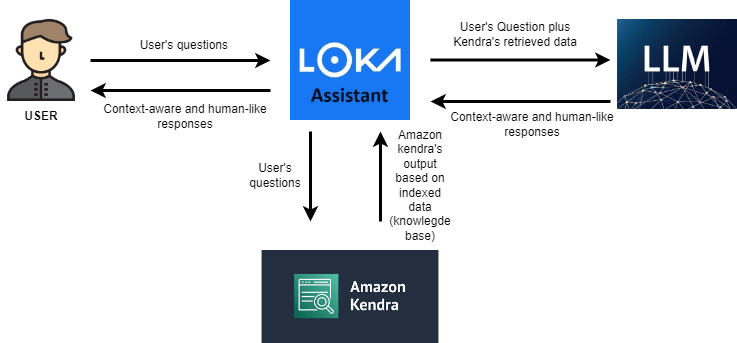 User's questions
Context-aware and human-like
responses
L
USER
LOKA
Assistant
User's Question plus
Kendra's retrieved data
Context-aware and human-like
responses
LLM
User's
questions
Amazon
kendra's
output
based on
indexed
data
(knowlegde
base)
Amazon
Kendra